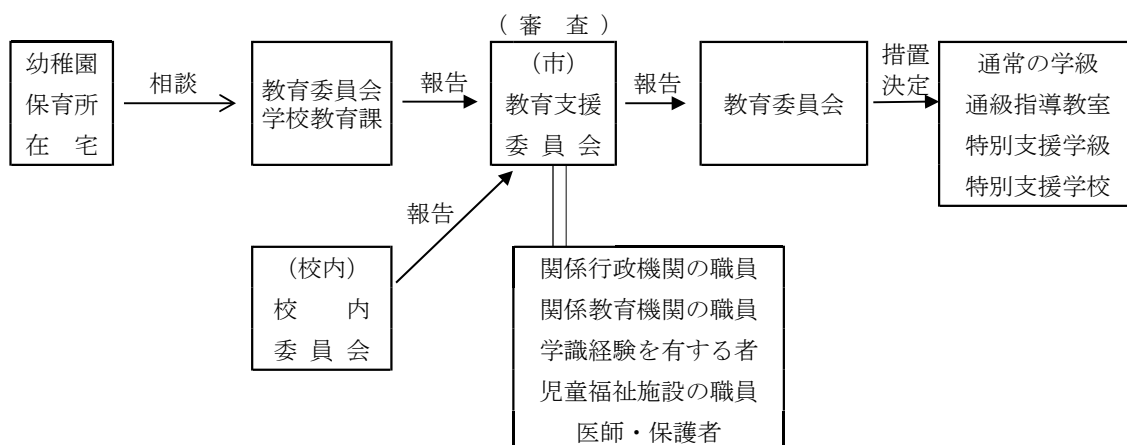 （審　査）
幼稚園
保育所
在　宅
相談
教育委員会
学校教育課
報告
（市）
教育支援
委 員 会
報告
教育委員会
措置
決定
通常の学級
通級指導教室
特別支援学級
特別支援学校
報告
（校内）
校　　内
委 員 会
関係行政機関の職員
関係教育機関の職員
学識経験を有する者
児童福祉施設の職員
医師・保護者